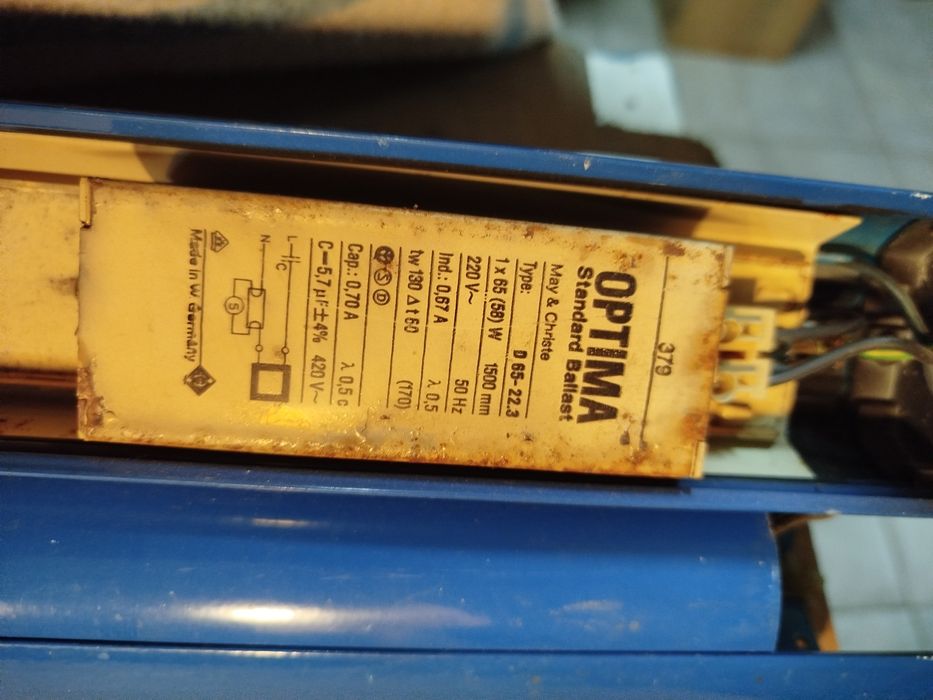 379
OPTIMA
Standard Ballast
May & Christe
Type: D 65-22.3
1 x 65 (58) W 1500 mm
220 V~ 50 Hz
Ind.: 0,67 A λ 0,5
tw 130 Δ t 60 (170)
S D
Cap.: 0,70 A λ 0,5 c
C=5,7 µF±4% 420 V~
L C
N
S
Made in W. Germany